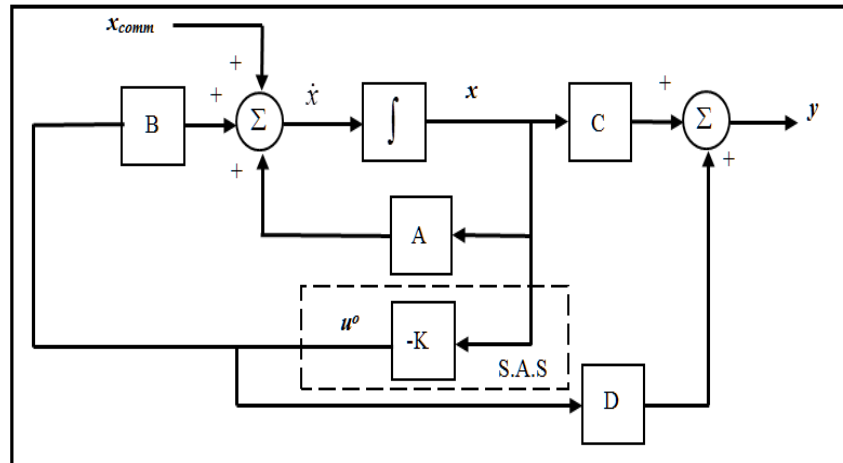 x_comm
+
+
B
Σ
ẋ
∫
x
C
+
Σ
y
+
+
A
u^o
-K
S.A.S
D